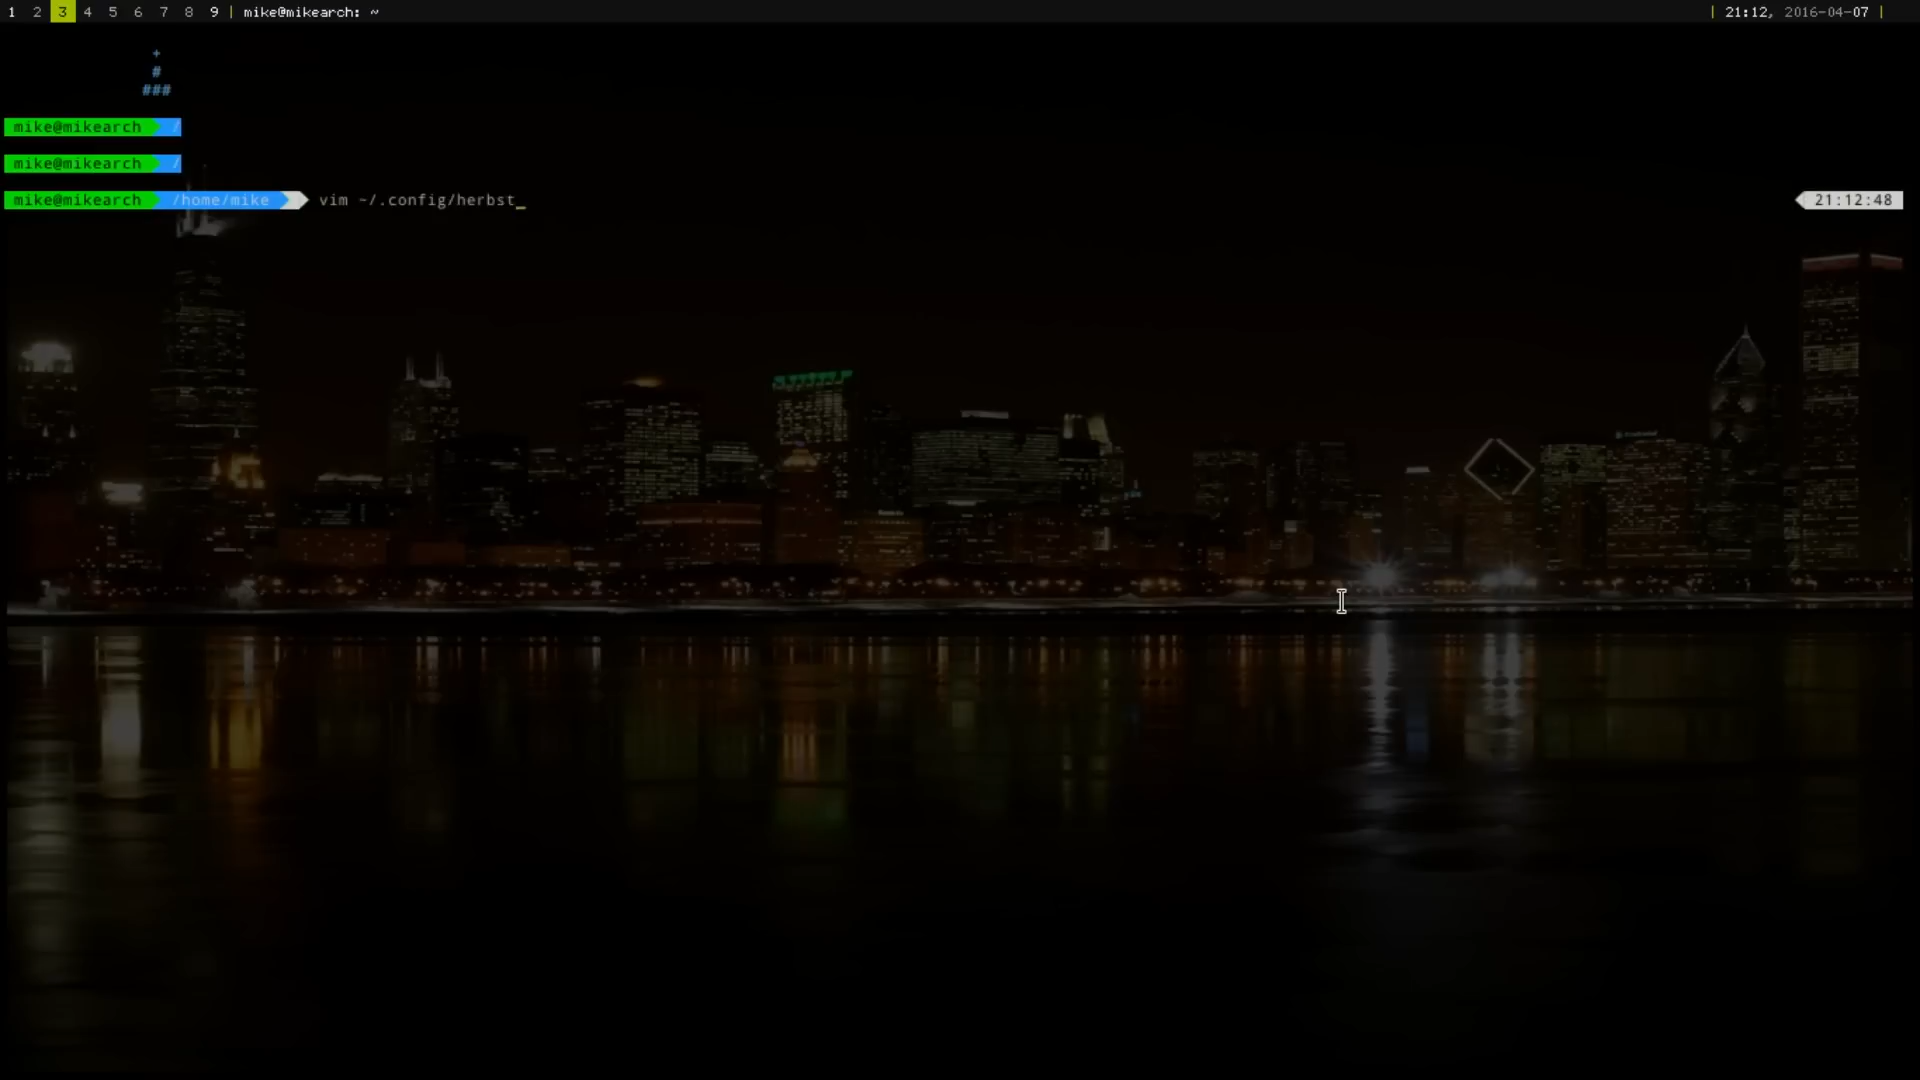 1 2 3 4 5 6 7 8 9 | mike@mikearch: ~ | 21:12, 2016-04-07 |
+
#
###
mike@mikearch /
mike@mikearch /
mike@mikearch /home/mike vim ~/.config/herbst_ 21:12:48